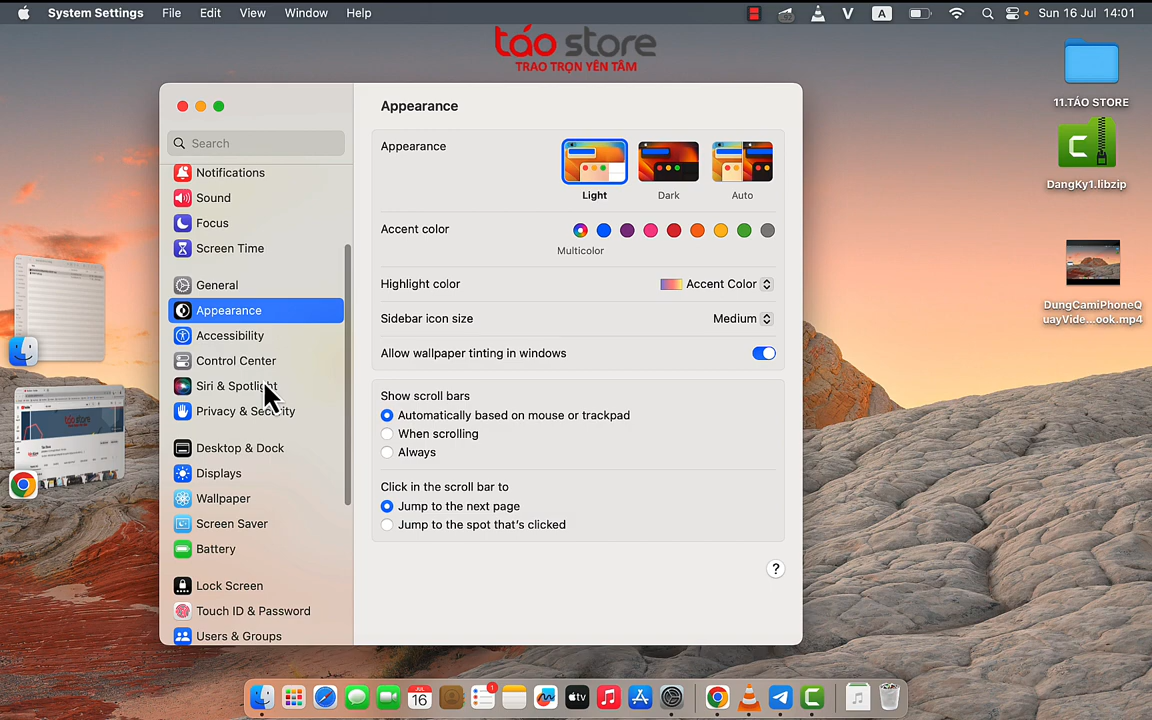 System Settings File Edit View Window Help
V A Sun 16 Jul 14:01
táo store
TRAO TRỌN YÊN TÂM
11.TÁO STORE
DangKy1.libzip
DungCamiPhoneQ
uayVide...ook.mp4
Search
Notifications
Sound
Focus
Screen Time
General
Appearance
Accessibility
Control Center
Siri & Spotlight
Privacy & Security
Desktop & Dock
Displays
Wallpaper
Screen Saver
Battery
Lock Screen
Touch ID & Password
Users & Groups
Appearance
Appearance
Light Dark Auto
Accent color
Multicolor
Highlight color Accent Color
Sidebar icon size Medium
Allow wallpaper tinting in windows
Show scroll bars
Automatically based on mouse or trackpad
When scrolling
Always
Click in the scroll bar to
Jump to the next page
Jump to the spot that's clicked
?
JUL
16
1
tv
C